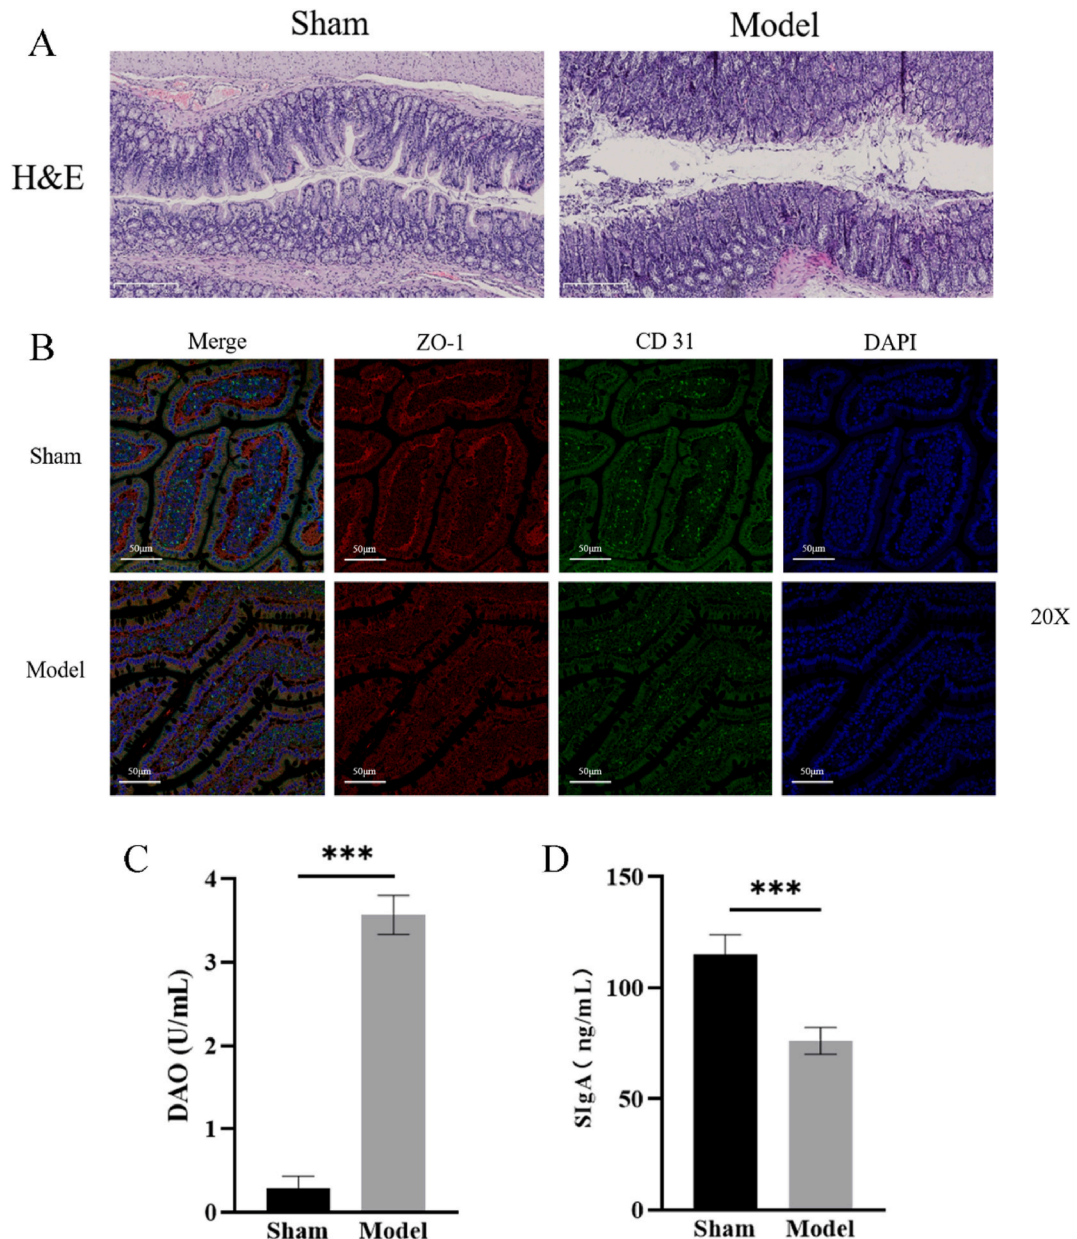 Sham
Model
A
H&E
B
Merge
ZO-1
CD 31
DAPI
Sham
50μm
50μm
50μm
50μm
Model
50μm
50μm
50μm
50μm
20X
C
***
DAO (U/mL)
4
3
2
1
0
Sham
Model
D
***
SIgA( ng/mL)
150
100
50
0
Sham
Model